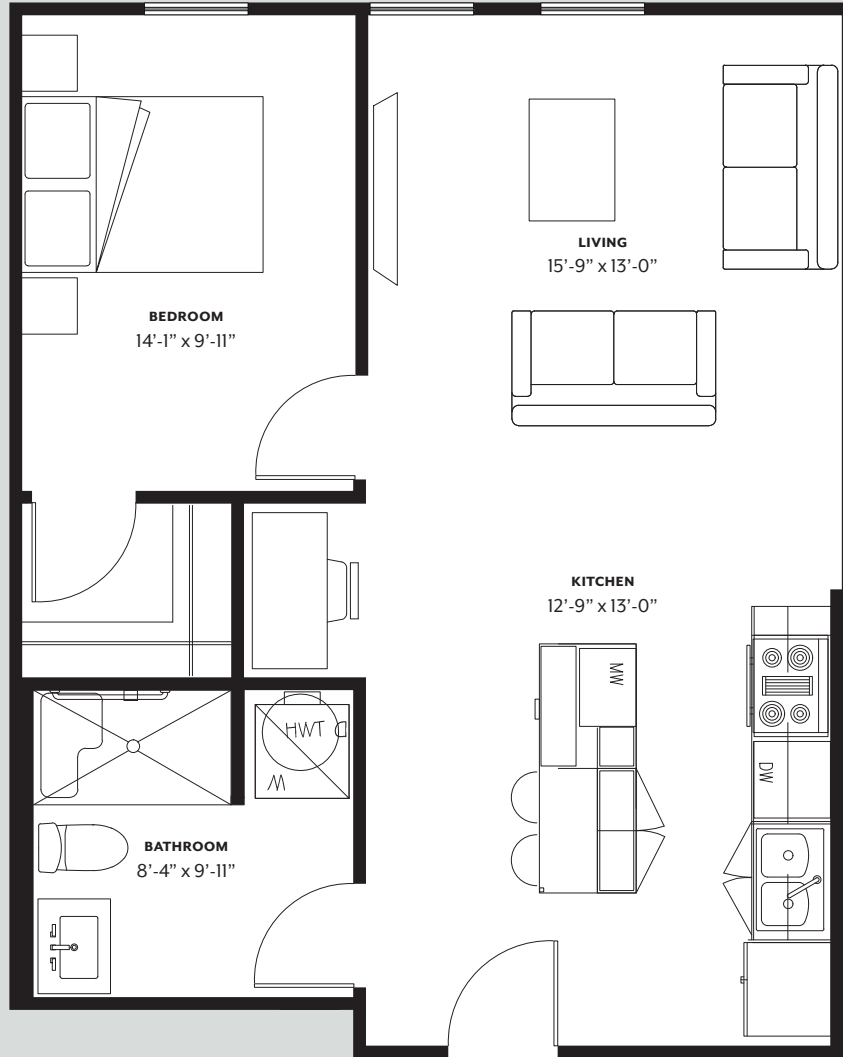 LIVING
15’-9” x 13’-0”
BEDROOM
14’-1” x 9’-11”
KITCHEN
12’-9” x 13’-0”
MW
HWT
D
W
DW
BATHROOM
8’-4” x 9’-11”